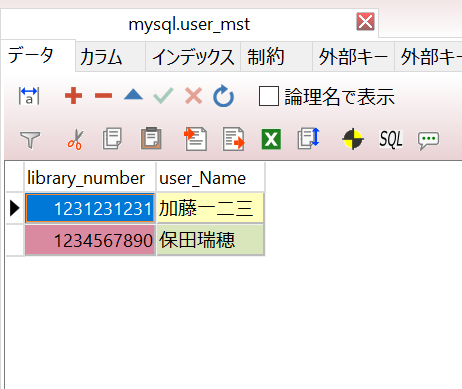 mysql.user_mst
データ カラム インデックス 制約 外部キー 外部キー
a 論理名で表示
X SQL
library_number user_Name
1231231231 加藤一二三
1234567890 保田瑞穂